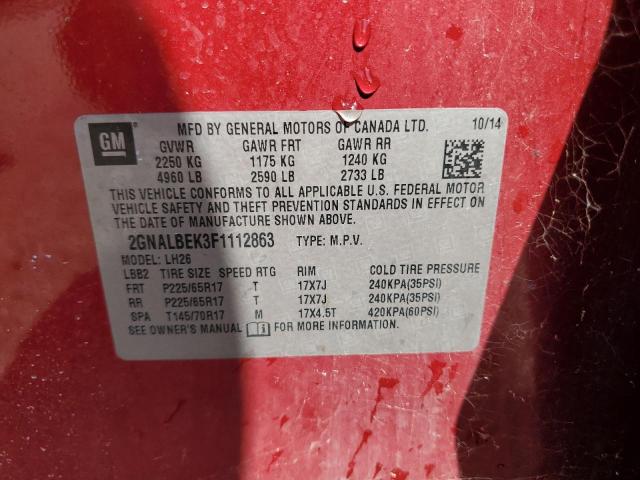 GM
MFD BY GENERAL MOTORS OF CANADA LTD. 10/14
GVWR GAWR FRT GAWR RR
2250 KG 1175 KG 1240 KG
4960 LB 2590 LB 2733 LB
THIS VEHICLE CONFORMS TO ALL APPLICABLE U.S. FEDERAL MOTOR
VEHICLE SAFETY AND THEFT PREVENTION STANDARDS IN EFFECT ON
THE DATE OF MANUFACTURE SHOWN ABOVE.
2GNALBEK3F1112863 TYPE: M.P.V.
MODEL: LH26
LBB2 TIRE SIZE SPEED RTG RIM COLD TIRE PRESSURE
FRT P225/65R17 T 17X7J 240KPA(35PSI)
RR P225/65R17 T 17X7J 240KPA(35PSI)
SPA T145/70R17 M 17X4.5T 420KPA(60PSI)
SEE OWNER'S MANUAL FOR MORE INFORMATION.